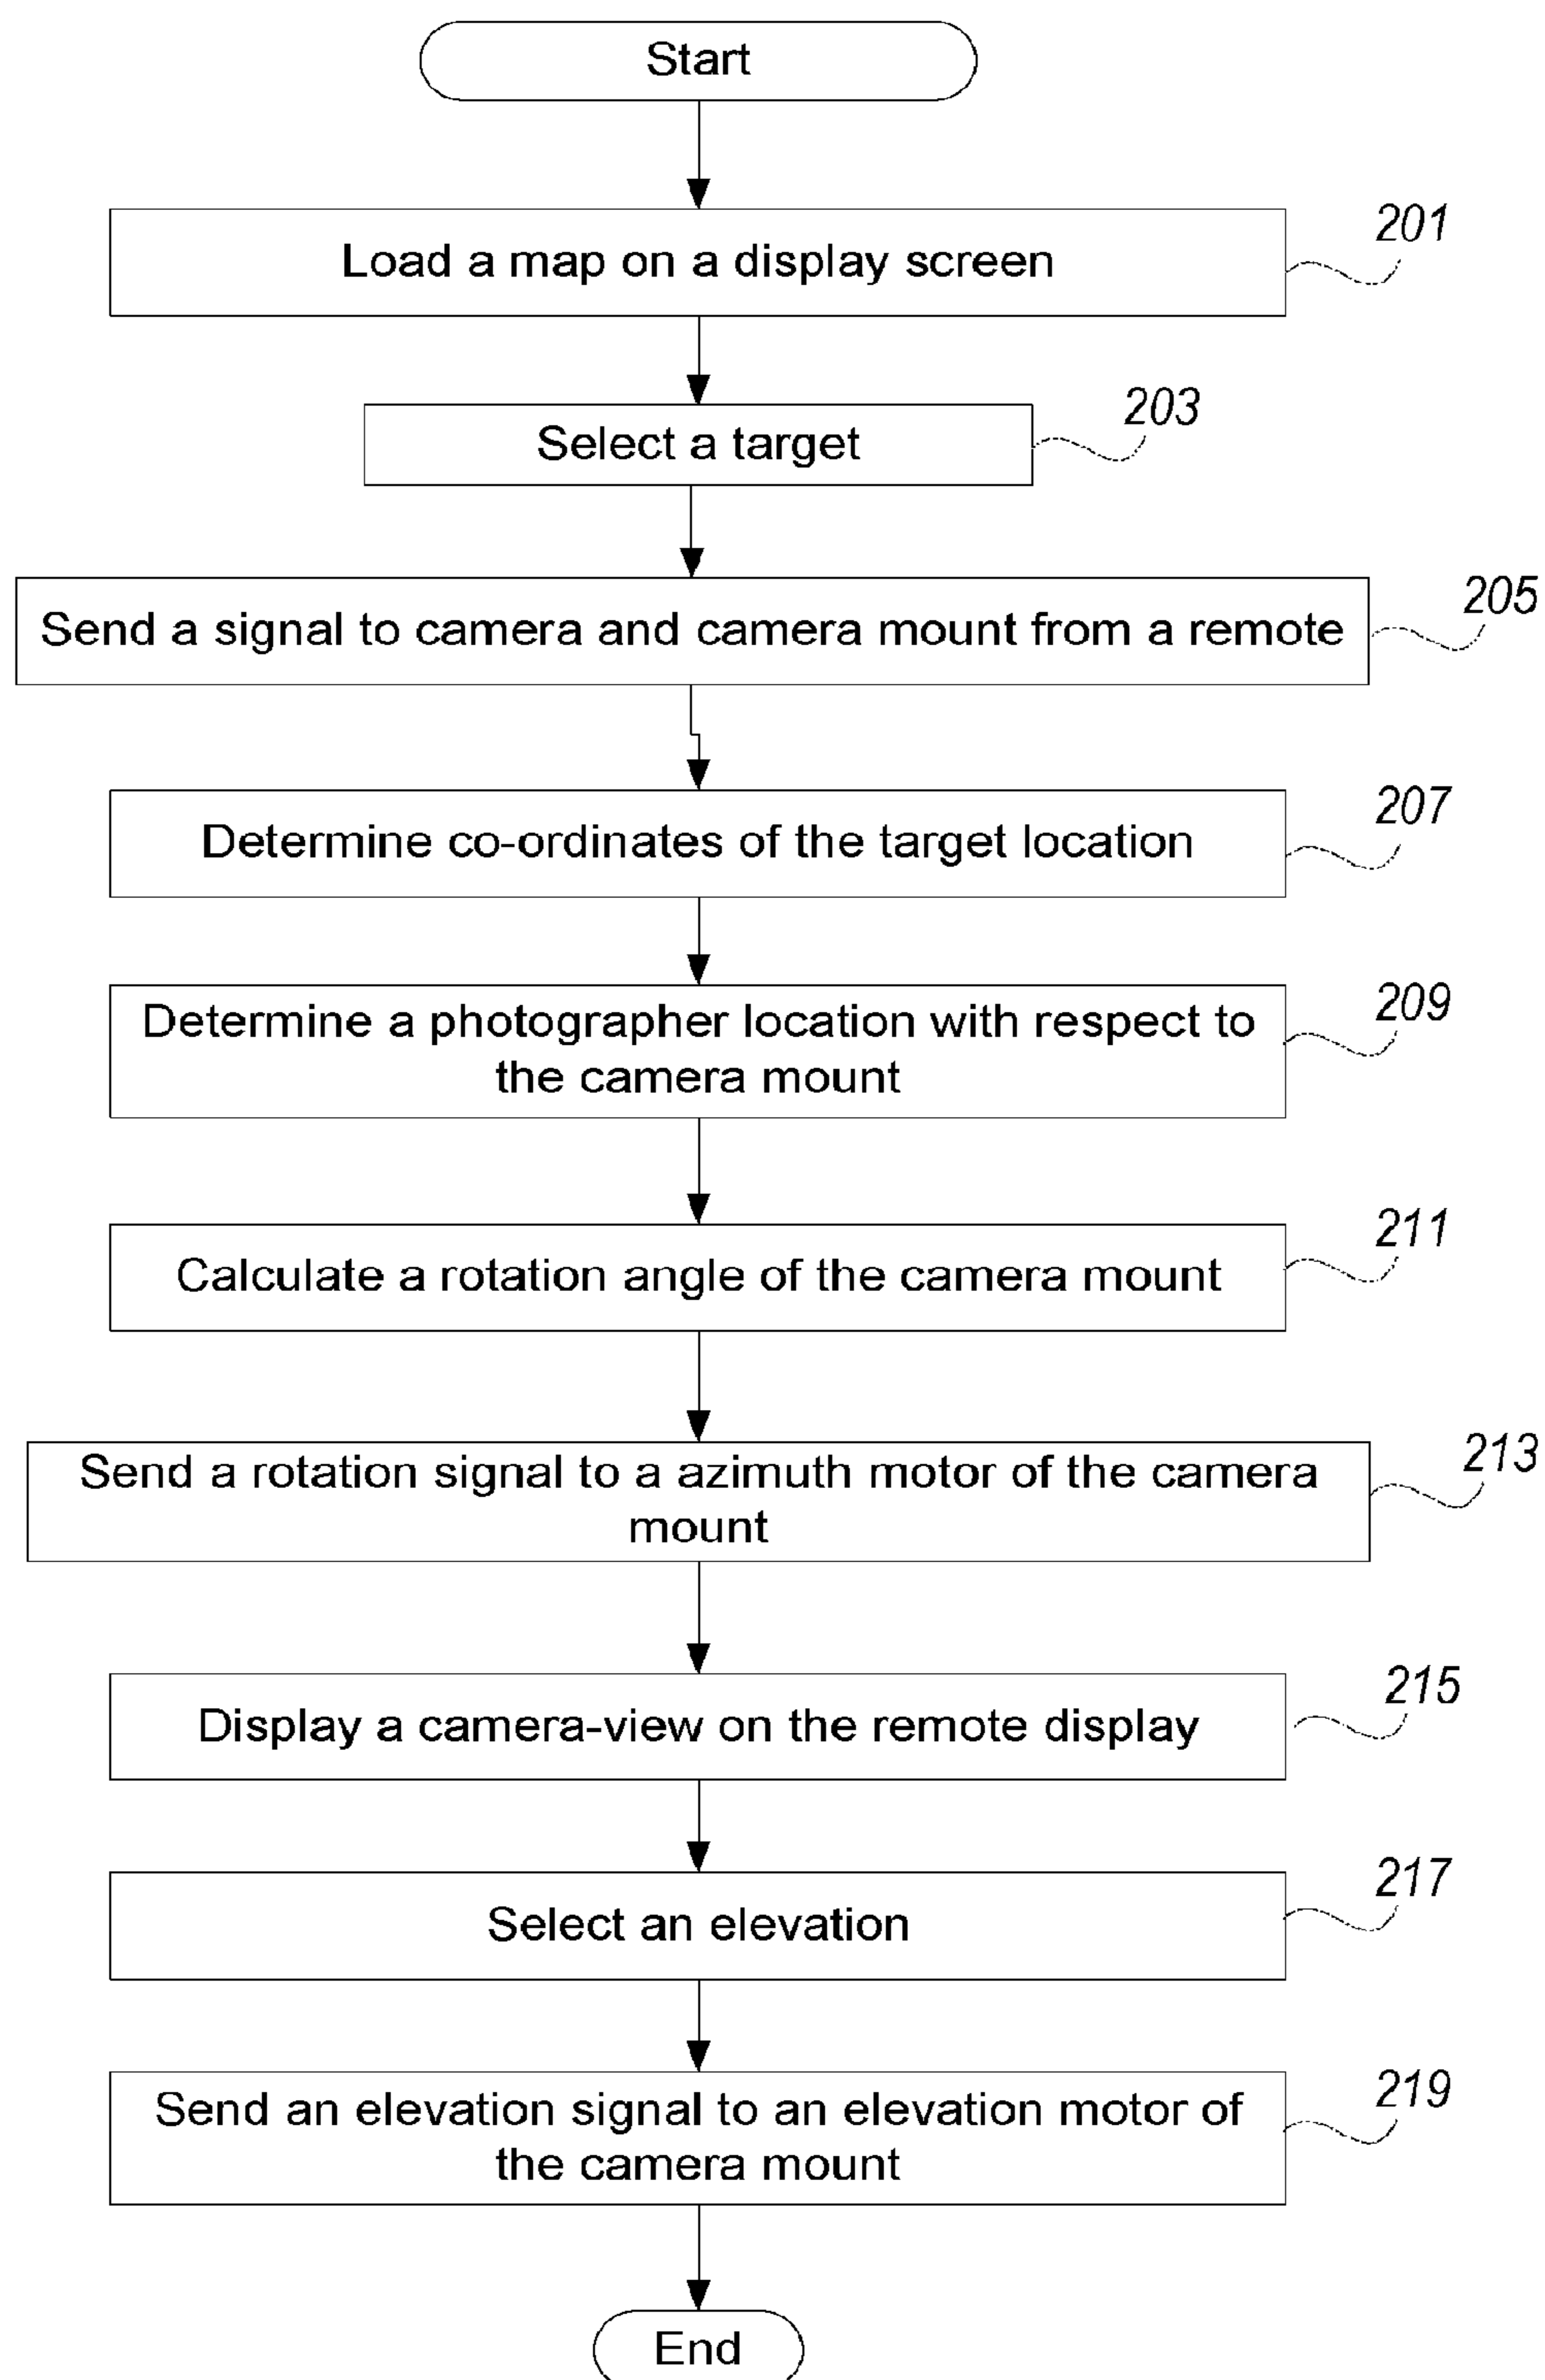 Start
201
Load a map on a display screen
203
Select a target
205
Send a signal to camera and camera mount from a remote
207
Determine co-ordinates of the target location
209
Determine a photographer location with respect to
the camera mount
211
Calculate a rotation angle of the camera mount
213
Send a rotation signal to a azimuth motor of the camera
mount
215
Display a camera-view on the remote display
217
Select an elevation
219
Send an elevation signal to an elevation motor of
the camera mount
End